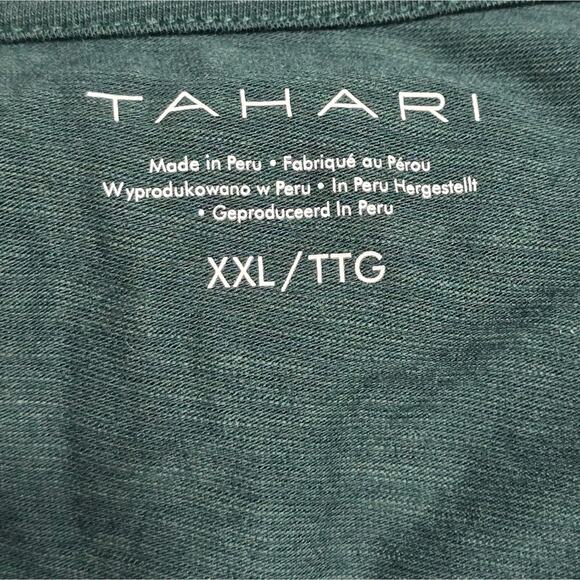 TAHARI
Made in Peru • Fabriqué au Pérou
Wyprodukowano w Peru • In Peru Hergestellt
• Geproduceerd In Peru
XXL/TTG